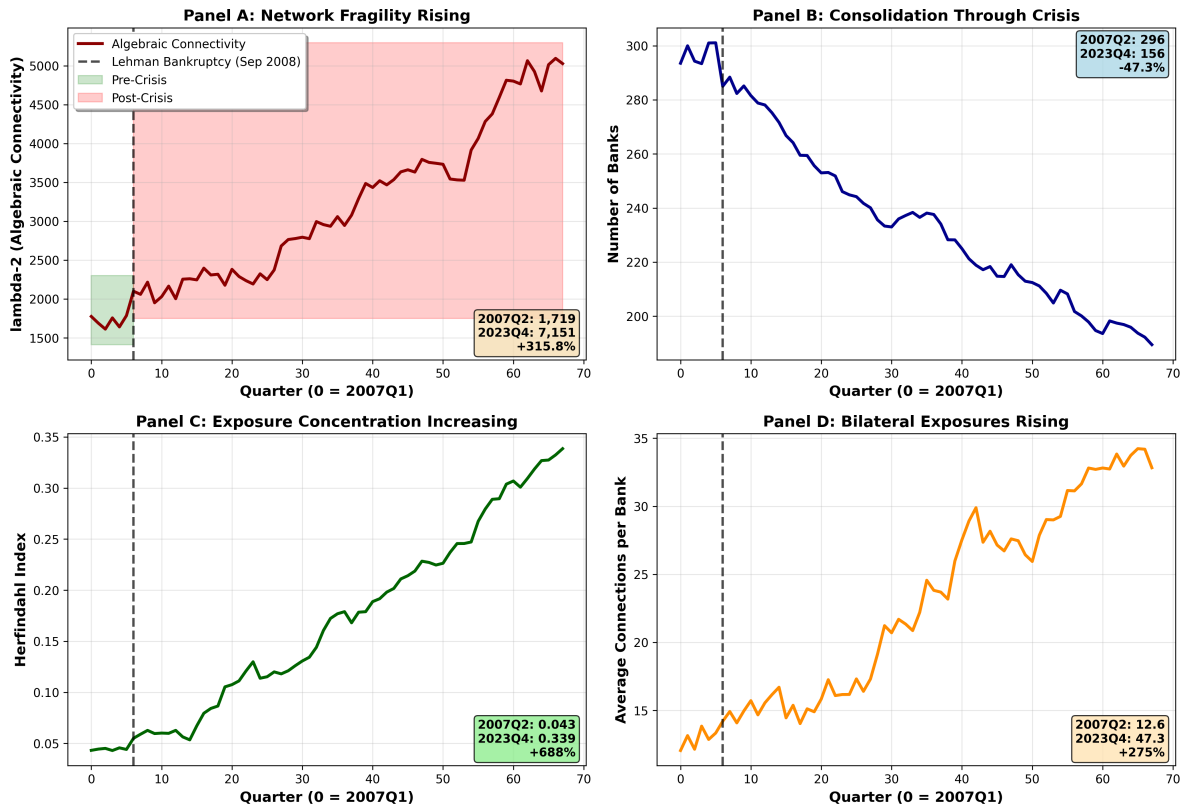 Panel A: Network Fragility Rising
lambda-2 (Algebraic Connectivity)
5000
4500
4000
3500
3000
2500
2000
1500
Algebraic Connectivity
Lehman Bankruptcy (Sep 2008)
Pre-Crisis
Post-Crisis
2007Q2: 1,719
2023Q4: 7,151
+315.8%
0 10 20 30 40 50 60 70
Quarter (0 = 2007Q1)
Panel B: Consolidation Through Crisis
Number of Banks
300
280
260
240
220
200
2007Q2: 296
2023Q4: 156
-47.3%
0 10 20 30 40 50 60 70
Quarter (0 = 2007Q1)
Panel C: Exposure Concentration Increasing
Herfindahl Index
0.35
0.30
0.25
0.20
0.15
0.10
0.05
2007Q2: 0.043
2023Q4: 0.339
+688%
0 10 20 30 40 50 60 70
Quarter (0 = 2007Q1)
Panel D: Bilateral Exposures Rising
Average Connections per Bank
35
30
25
20
15
2007Q2: 12.6
2023Q4: 47.3
+275%
0 10 20 30 40 50 60 70
Quarter (0 = 2007Q1)